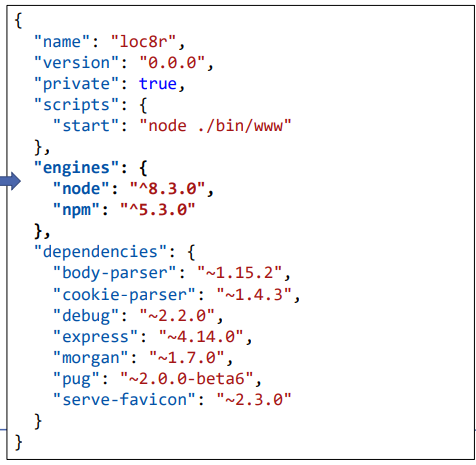 {
  "name": "loc8r",
  "version": "0.0.0",
  "private": true,
  "scripts": {
    "start": "node ./bin/www"
  },
  "engines": {
    "node": "^8.3.0",
    "npm": "^5.3.0"
  },
  "dependencies": {
    "body-parser": "~1.15.2",
    "cookie-parser": "~1.4.3",
    "debug": "~2.2.0",
    "express": "~4.14.0",
    "morgan": "~1.7.0",
    "pug": "~2.0.0-beta6",
    "serve-favicon": "~2.3.0"
  }
}